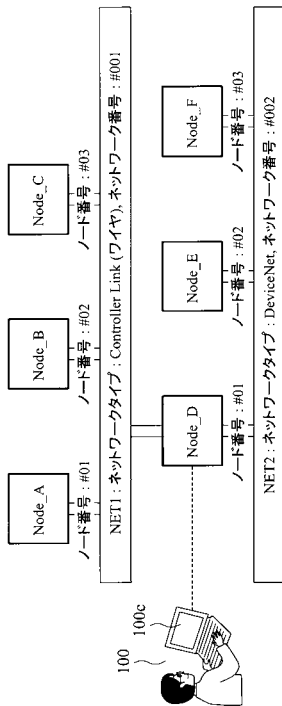 Node_A
Node_B
Node_C
ノード番号 : #01
ノード番号 : #02
ノード番号 : #03
NET1 : ネットワークタイプ : Controller Link (ワイヤ), ネットワーク番号 : #001
100
100c
Node_D
Node_E
Node_F
ノード番号 : #01
ノード番号 : #02
ノード番号 : #03
NET2 : ネットワークタイプ : DeviceNet, ネットワーク番号 : #002